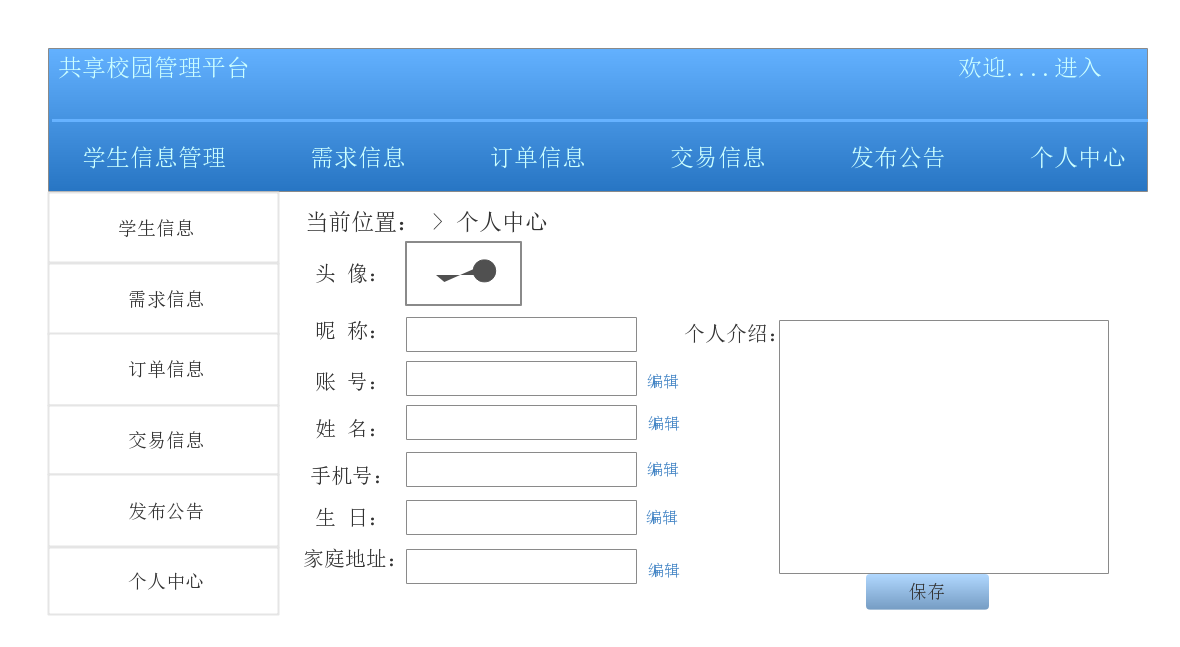 共享校园管理平台
欢迎....进入
学生信息管理 需求信息 订单信息 交易信息 发布公告 个人中心
学生信息
需求信息
订单信息
交易信息
发布公告
个人中心
当前位置： > 个人中心
头 像：
昵 称：
账 号： 编辑
姓 名： 编辑
手机号： 编辑
生 日： 编辑
家庭地址： 编辑
个人介绍：
保存